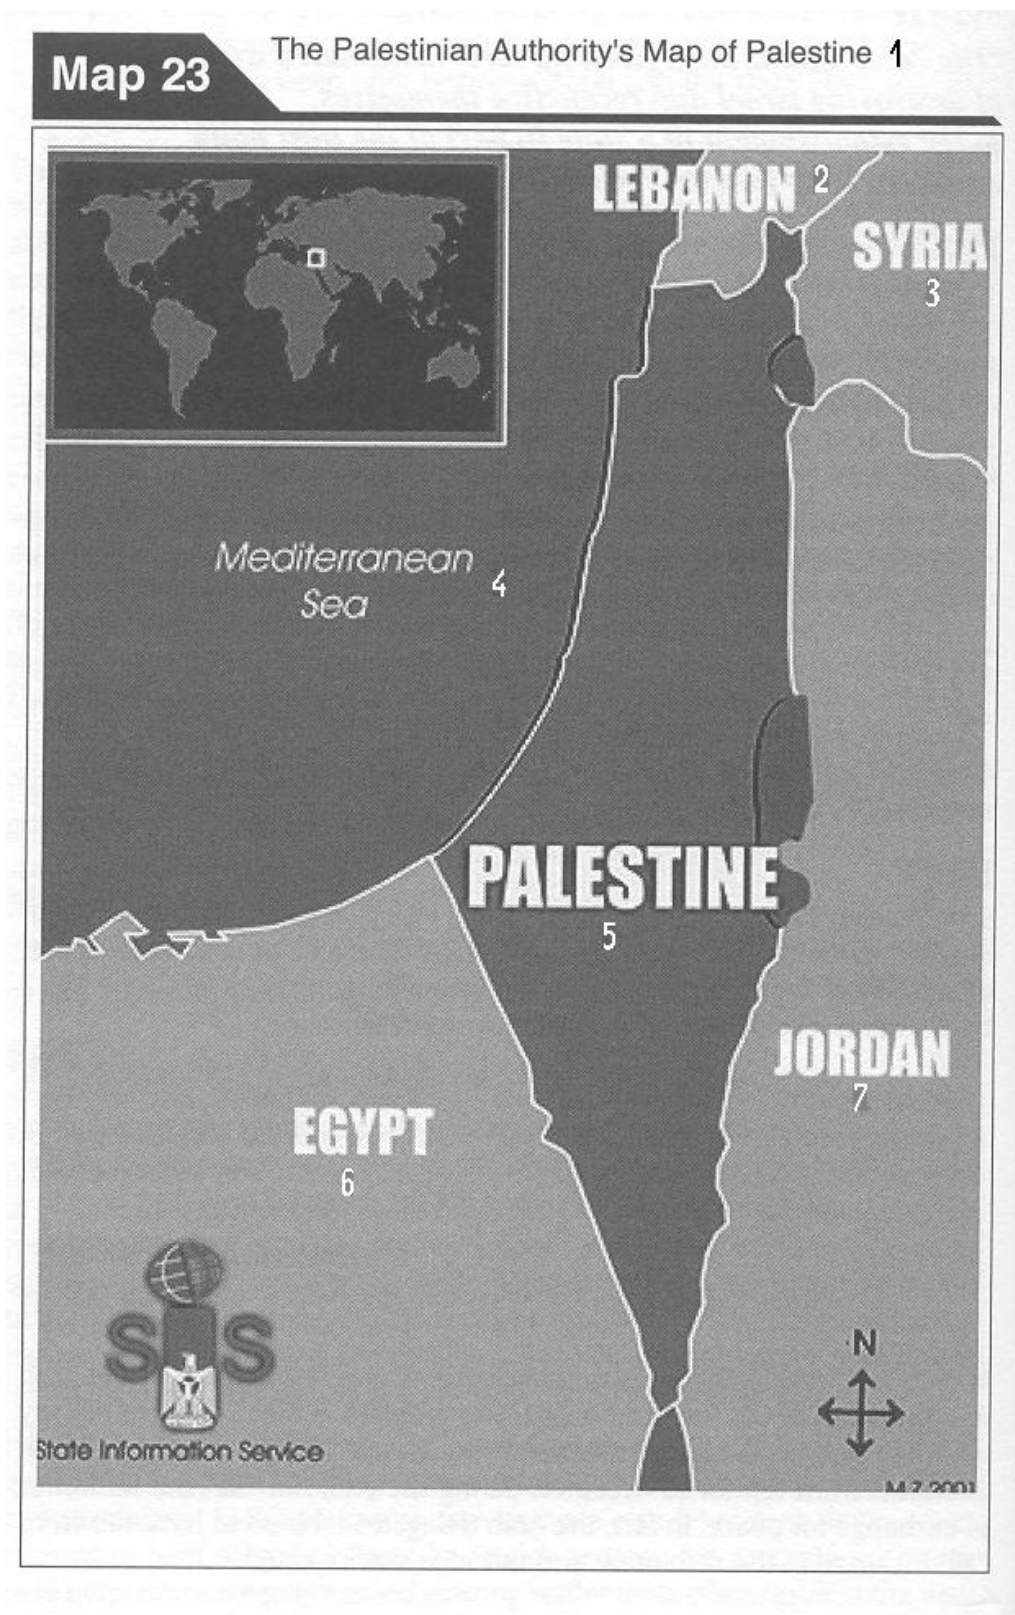 Map 23
The Palestinian Authority's Map of Palestine 1
LEBANON 2
SYRIA
3
Mediterranean
Sea
4
PALESTINE
5
JORDAN
7
EGYPT
6
N
SIS
State Information Service